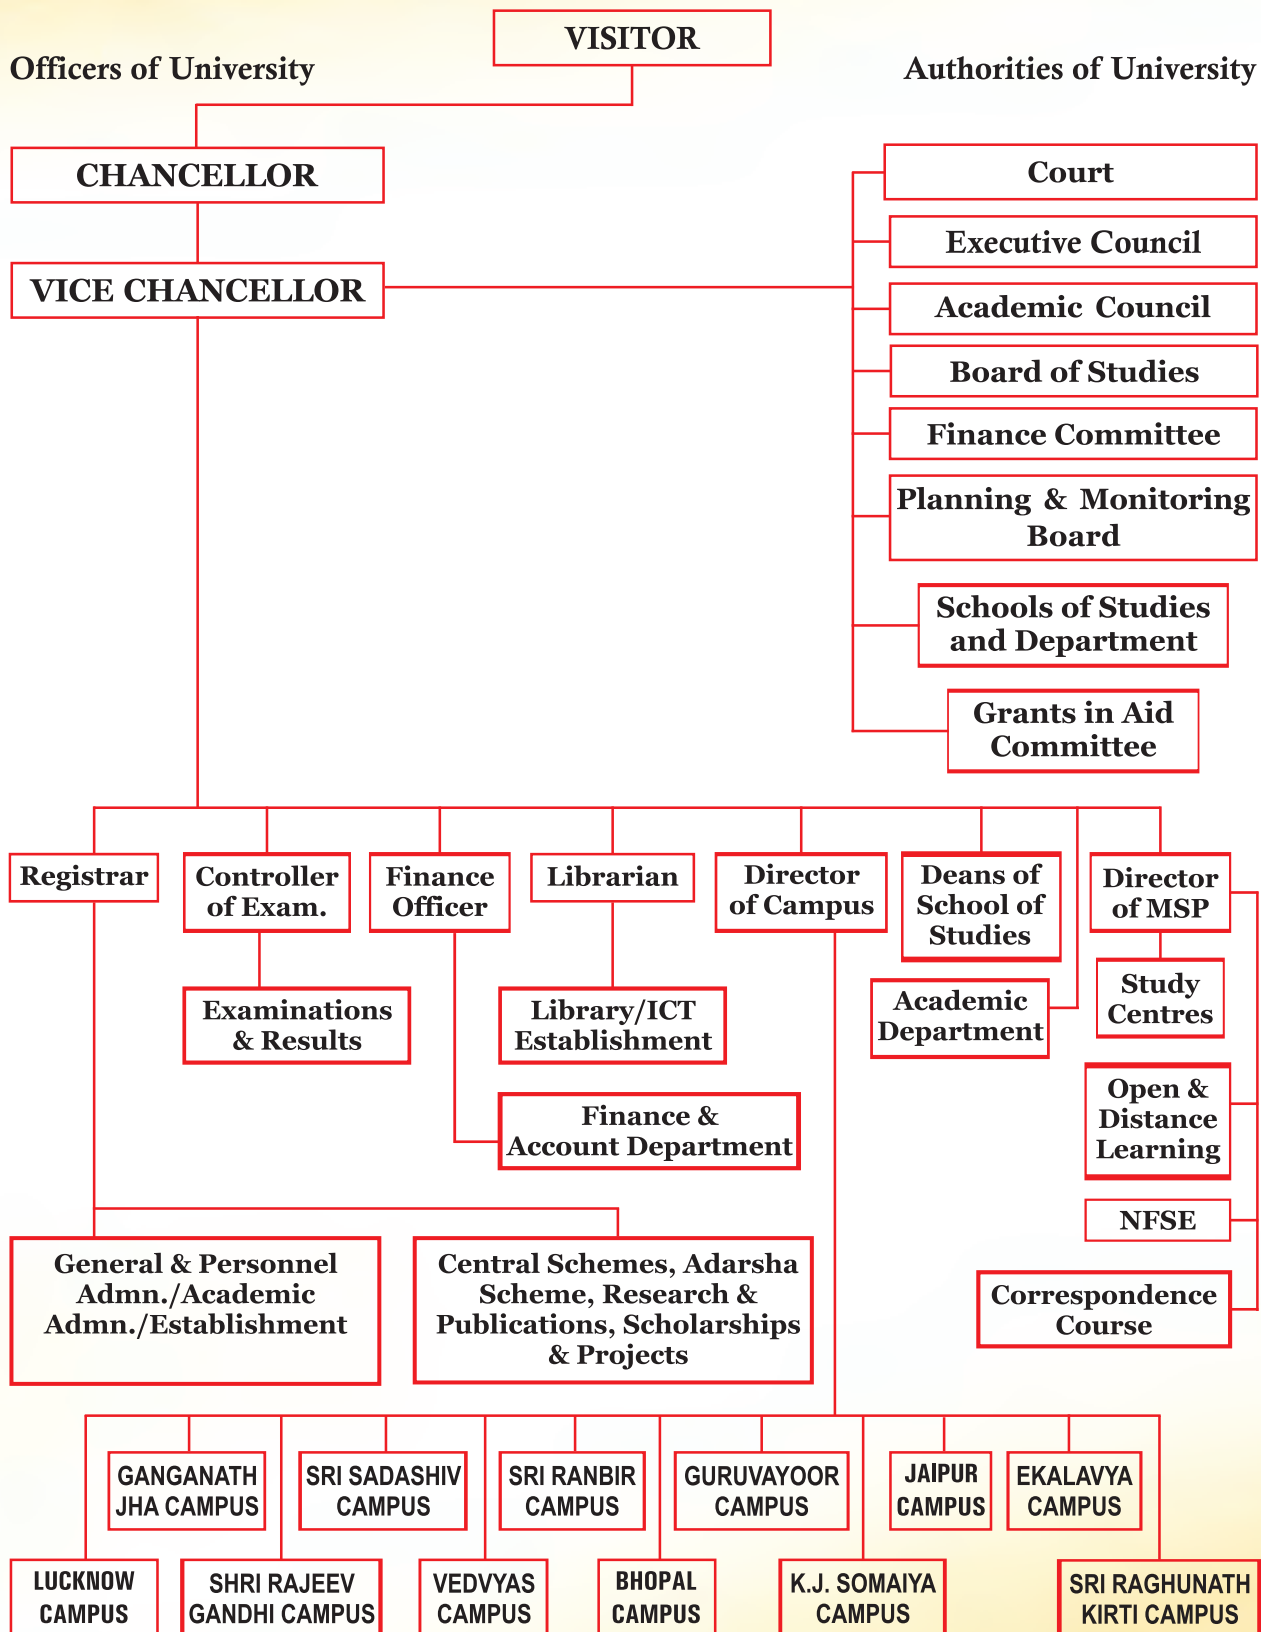 VISITOR
Officers of University
Authorities of University
CHANCELLOR
VICE CHANCELLOR
Court
Executive Council
Academic Council
Board of Studies
Finance Committee
Planning & Monitoring
Board
Schools of Studies
and Department
Grants in Aid
Committee
Registrar
Controller
of Exam.
Finance
Officer
Librarian
Director
of Campus
Deans of
School of
Studies
Director
of MSP
Examinations
& Results
Library/ICT
Establishment
Academic
Department
Study
Centres
Finance &
Account Department
Open &
Distance
Learning
NFSE
Correspondence
Course
General & Personnel
Admn./Academic
Admn./Establishment
Central Schemes, Adarsha
Scheme, Research &
Publications, Scholarships
& Projects
GANGANATH
JHA CAMPUS
SRI SADASHIV
CAMPUS
SRI RANBIR
CAMPUS
GURUVAYOOR
CAMPUS
JAIPUR
CAMPUS
EKALAVYA
CAMPUS
LUCKNOW
CAMPUS
SHRI RAJEEV
GANDHI CAMPUS
VEDVYAS
CAMPUS
BHOPAL
CAMPUS
K.J. SOMAIYA
CAMPUS
SRI RAGHUNATH
KIRTI CAMPUS